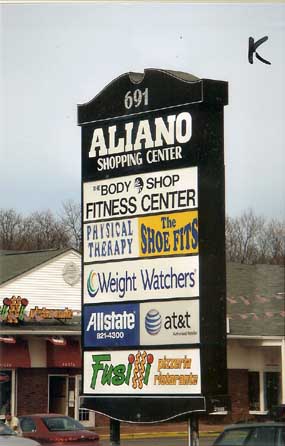 K
691
ALIANO
SHOPPING CENTER
THE BODY SHOP
FITNESS CENTER
PHYSICAL
THERAPY
The
SHOE FITS
Weight Watchers
Allstate
821-4300
at&t
Fusilli
pizzeria
ristorante
ristorante